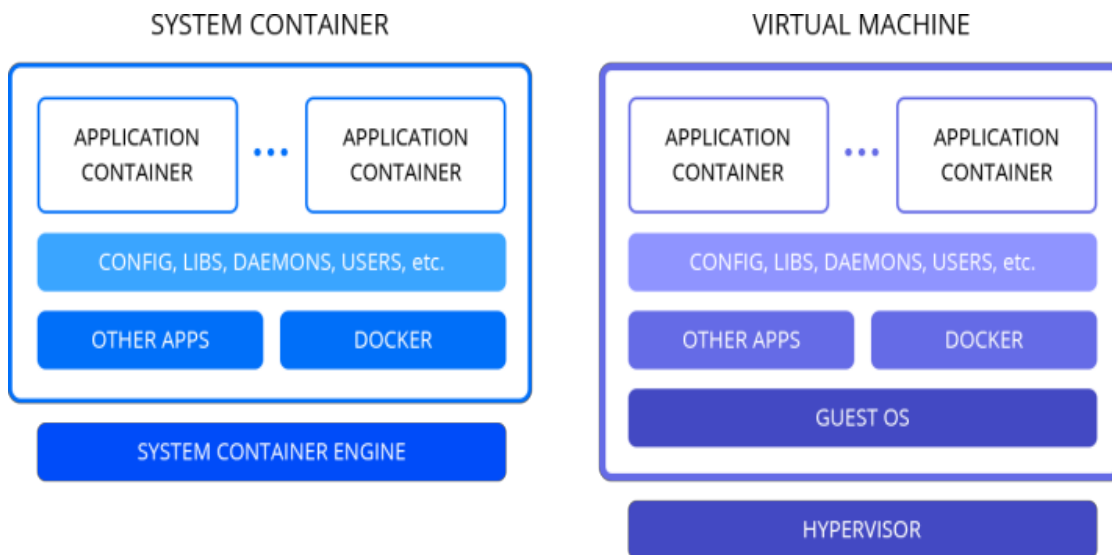 SYSTEM CONTAINER
APPLICATION
CONTAINER
...
APPLICATION
CONTAINER
CONFIG, LIBS, DAEMONS, USERS, etc.
OTHER APPS
DOCKER
SYSTEM CONTAINER ENGINE
VIRTUAL MACHINE
APPLICATION
CONTAINER
...
APPLICATION
CONTAINER
CONFIG, LIBS, DAEMONS, USERS, etc.
OTHER APPS
DOCKER
GUEST OS
HYPERVISOR